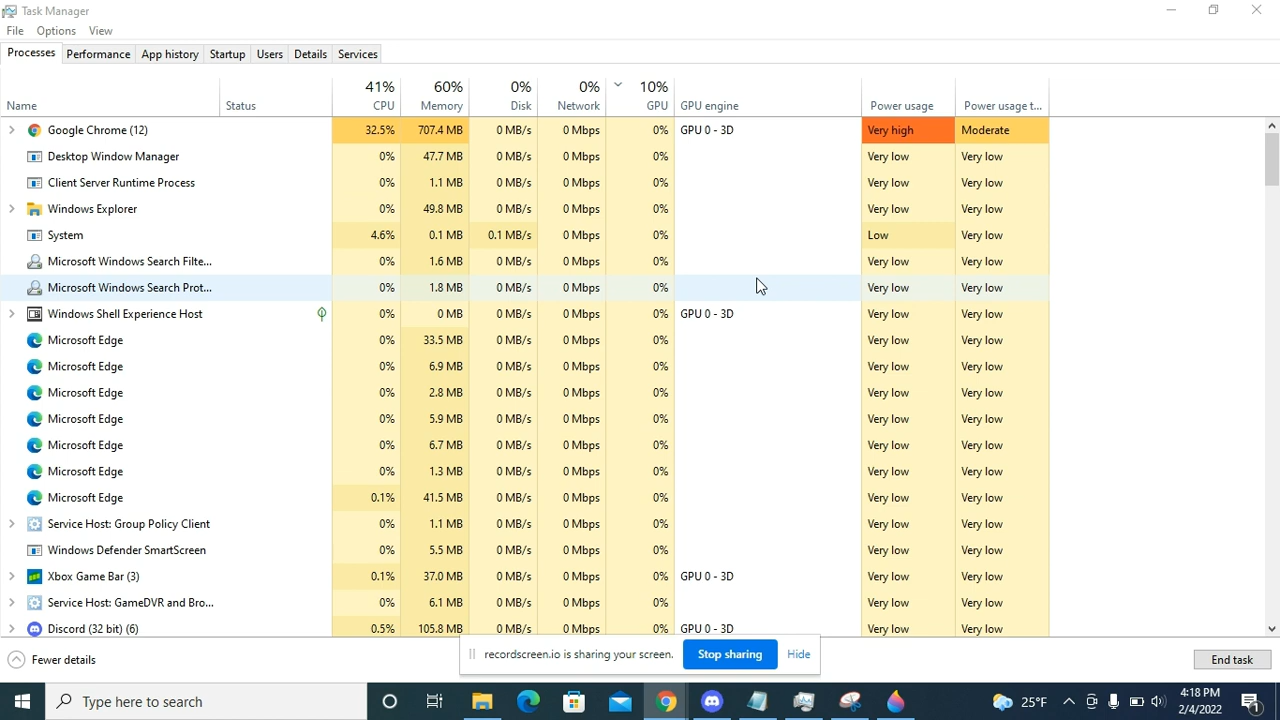 Task Manager
File Options View
Processes Performance App history Startup Users Details Services
41% 60% 0% 0% 10%
Name Status CPU Memory Disk Network GPU GPU engine Power usage Power usage t...
Google Chrome (12) 32.5% 707.4 MB 0 MB/s 0 Mbps 0% GPU 0 - 3D Very high Moderate
Desktop Window Manager 0% 47.7 MB 0 MB/s 0 Mbps 0% Very low Very low
Client Server Runtime Process 0% 1.1 MB 0 MB/s 0 Mbps 0% Very low Very low
Windows Explorer 0% 49.8 MB 0 MB/s 0 Mbps 0% Very low Very low
System 4.6% 0.1 MB 0.1 MB/s 0 Mbps 0% Low Very low
Microsoft Windows Search Filte... 0% 1.6 MB 0 MB/s 0 Mbps 0% Very low Very low
Microsoft Windows Search Prot... 0% 1.8 MB 0 MB/s 0 Mbps 0% Very low Very low
Windows Shell Experience Host 0% 0 MB 0 MB/s 0 Mbps 0% GPU 0 - 3D Very low Very low
Microsoft Edge 0% 33.5 MB 0 MB/s 0 Mbps 0% Very low Very low
Microsoft Edge 0% 6.9 MB 0 MB/s 0 Mbps 0% Very low Very low
Microsoft Edge 0% 2.8 MB 0 MB/s 0 Mbps 0% Very low Very low
Microsoft Edge 0% 5.9 MB 0 MB/s 0 Mbps 0% Very low Very low
Microsoft Edge 0% 6.7 MB 0 MB/s 0 Mbps 0% Very low Very low
Microsoft Edge 0% 1.3 MB 0 MB/s 0 Mbps 0% Very low Very low
Microsoft Edge 0.1% 41.5 MB 0 MB/s 0 Mbps 0% Very low Very low
Service Host: Group Policy Client 0% 1.1 MB 0 MB/s 0 Mbps 0% Very low Very low
Windows Defender SmartScreen 0% 5.5 MB 0 MB/s 0 Mbps 0% Very low Very low
Xbox Game Bar (3) 0.1% 37.0 MB 0 MB/s 0 Mbps 0% GPU 0 - 3D Very low Very low
Service Host: GameDVR and Bro... 0% 6.1 MB 0 MB/s 0 Mbps 0% Very low Very low
Discord (32 bit) (6) 0.5% 105.8 MB 0 MB/s 0 Mbps 0% GPU 0 - 3D Very low Very low
recordscreen.io is sharing your screen. Stop sharing Hide
Fewer details End task
Type here to search 25°F 4:18 PM
2/4/2022 1